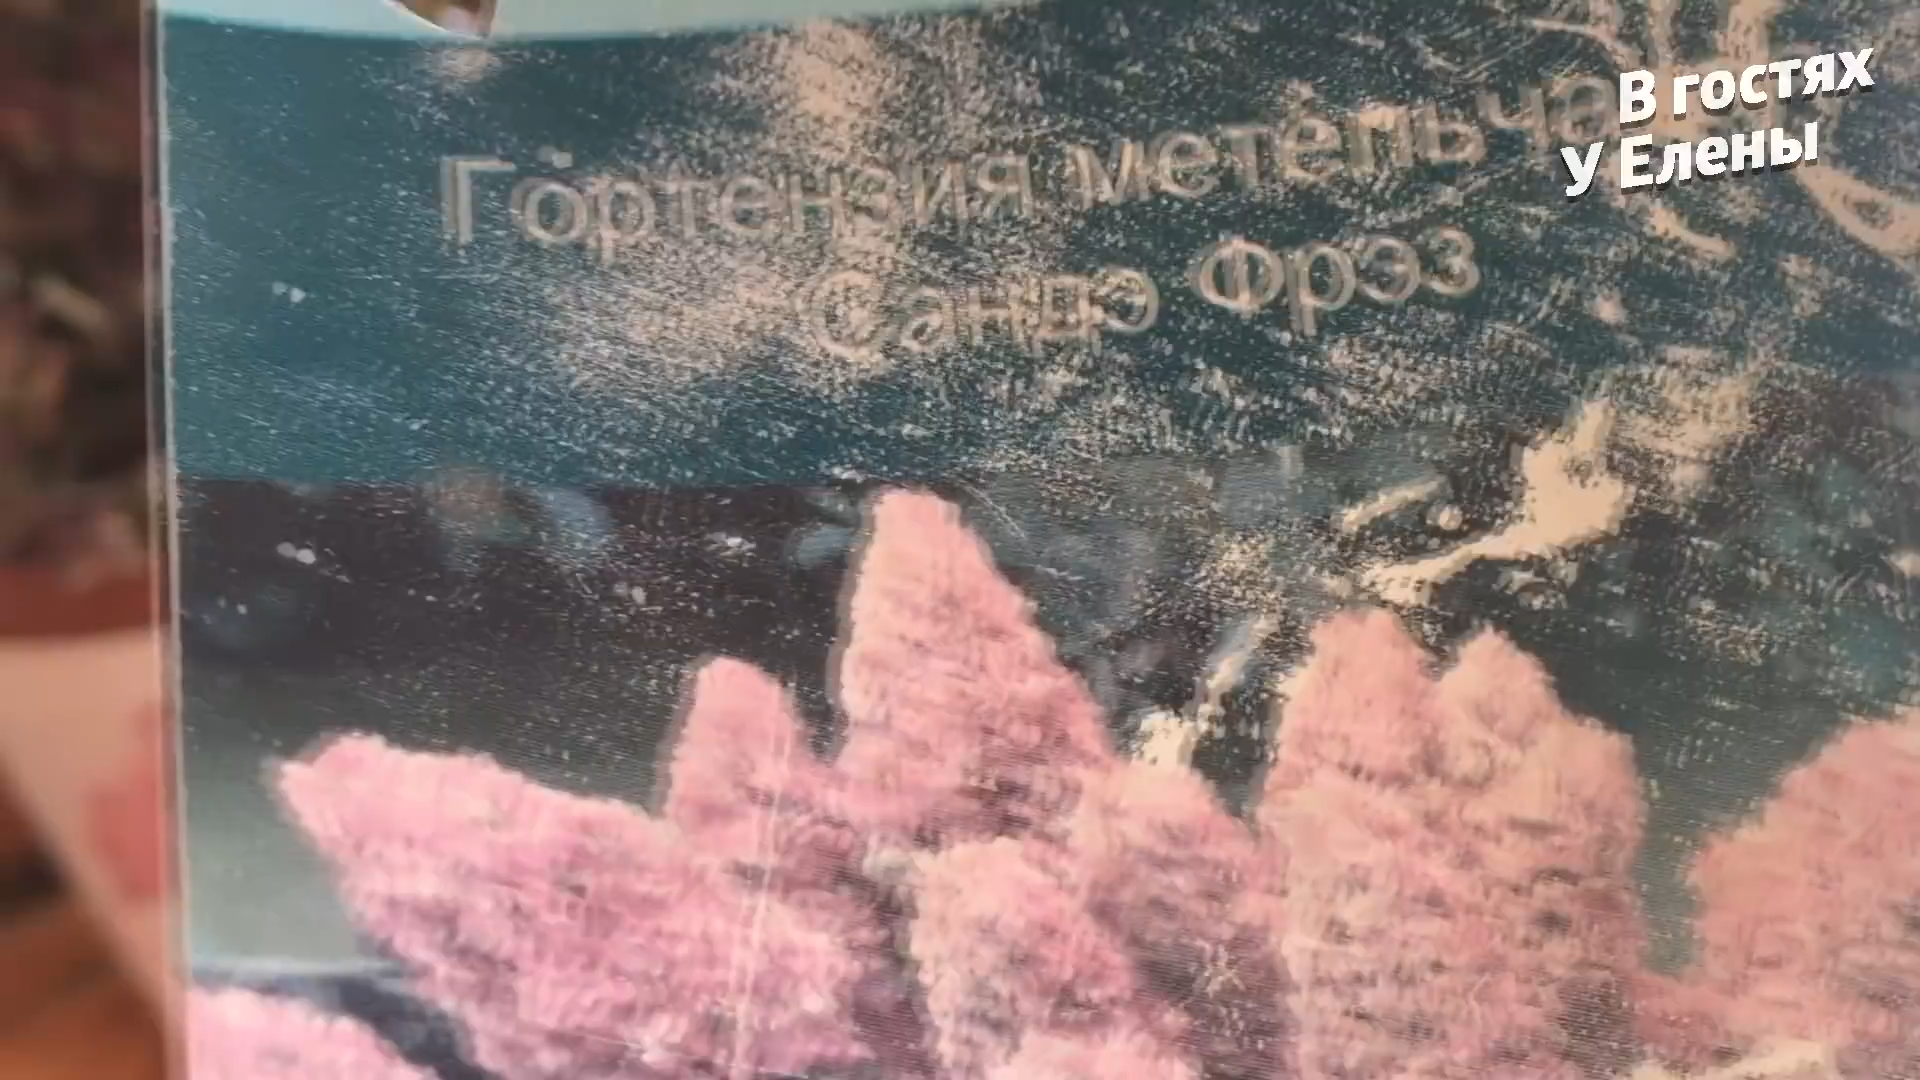 Гортензия метельча
Сандэ Фрэз
В гостях
у Елены